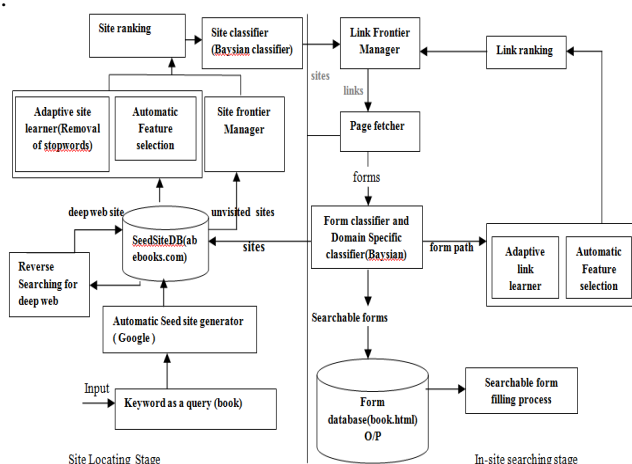 Site ranking
Site classifier
(Baysian classifier)
Link Frontier
Manager
Link ranking
sites
links
Adaptive site
learner(Removal
of stopwords)
Automatic
Feature
selection
Site frontier
Manager
Page fetcher
forms
deep web site
unvisited sites
SeedSiteDB(ab
ebooks.com)
sites
Form classifier and
Domain Specific
classifier(Baysian)
form path
Adaptive
link
learner
Automatic
Feature
selection
Reverse
Searching for
deep web
Automatic Seed site generator
( Google )
Searchable forms
Input
Keyword as a query (book)
Form
database(book.html)
O/P
Searchable form
filling process
Site Locating Stage
In-site searching stage